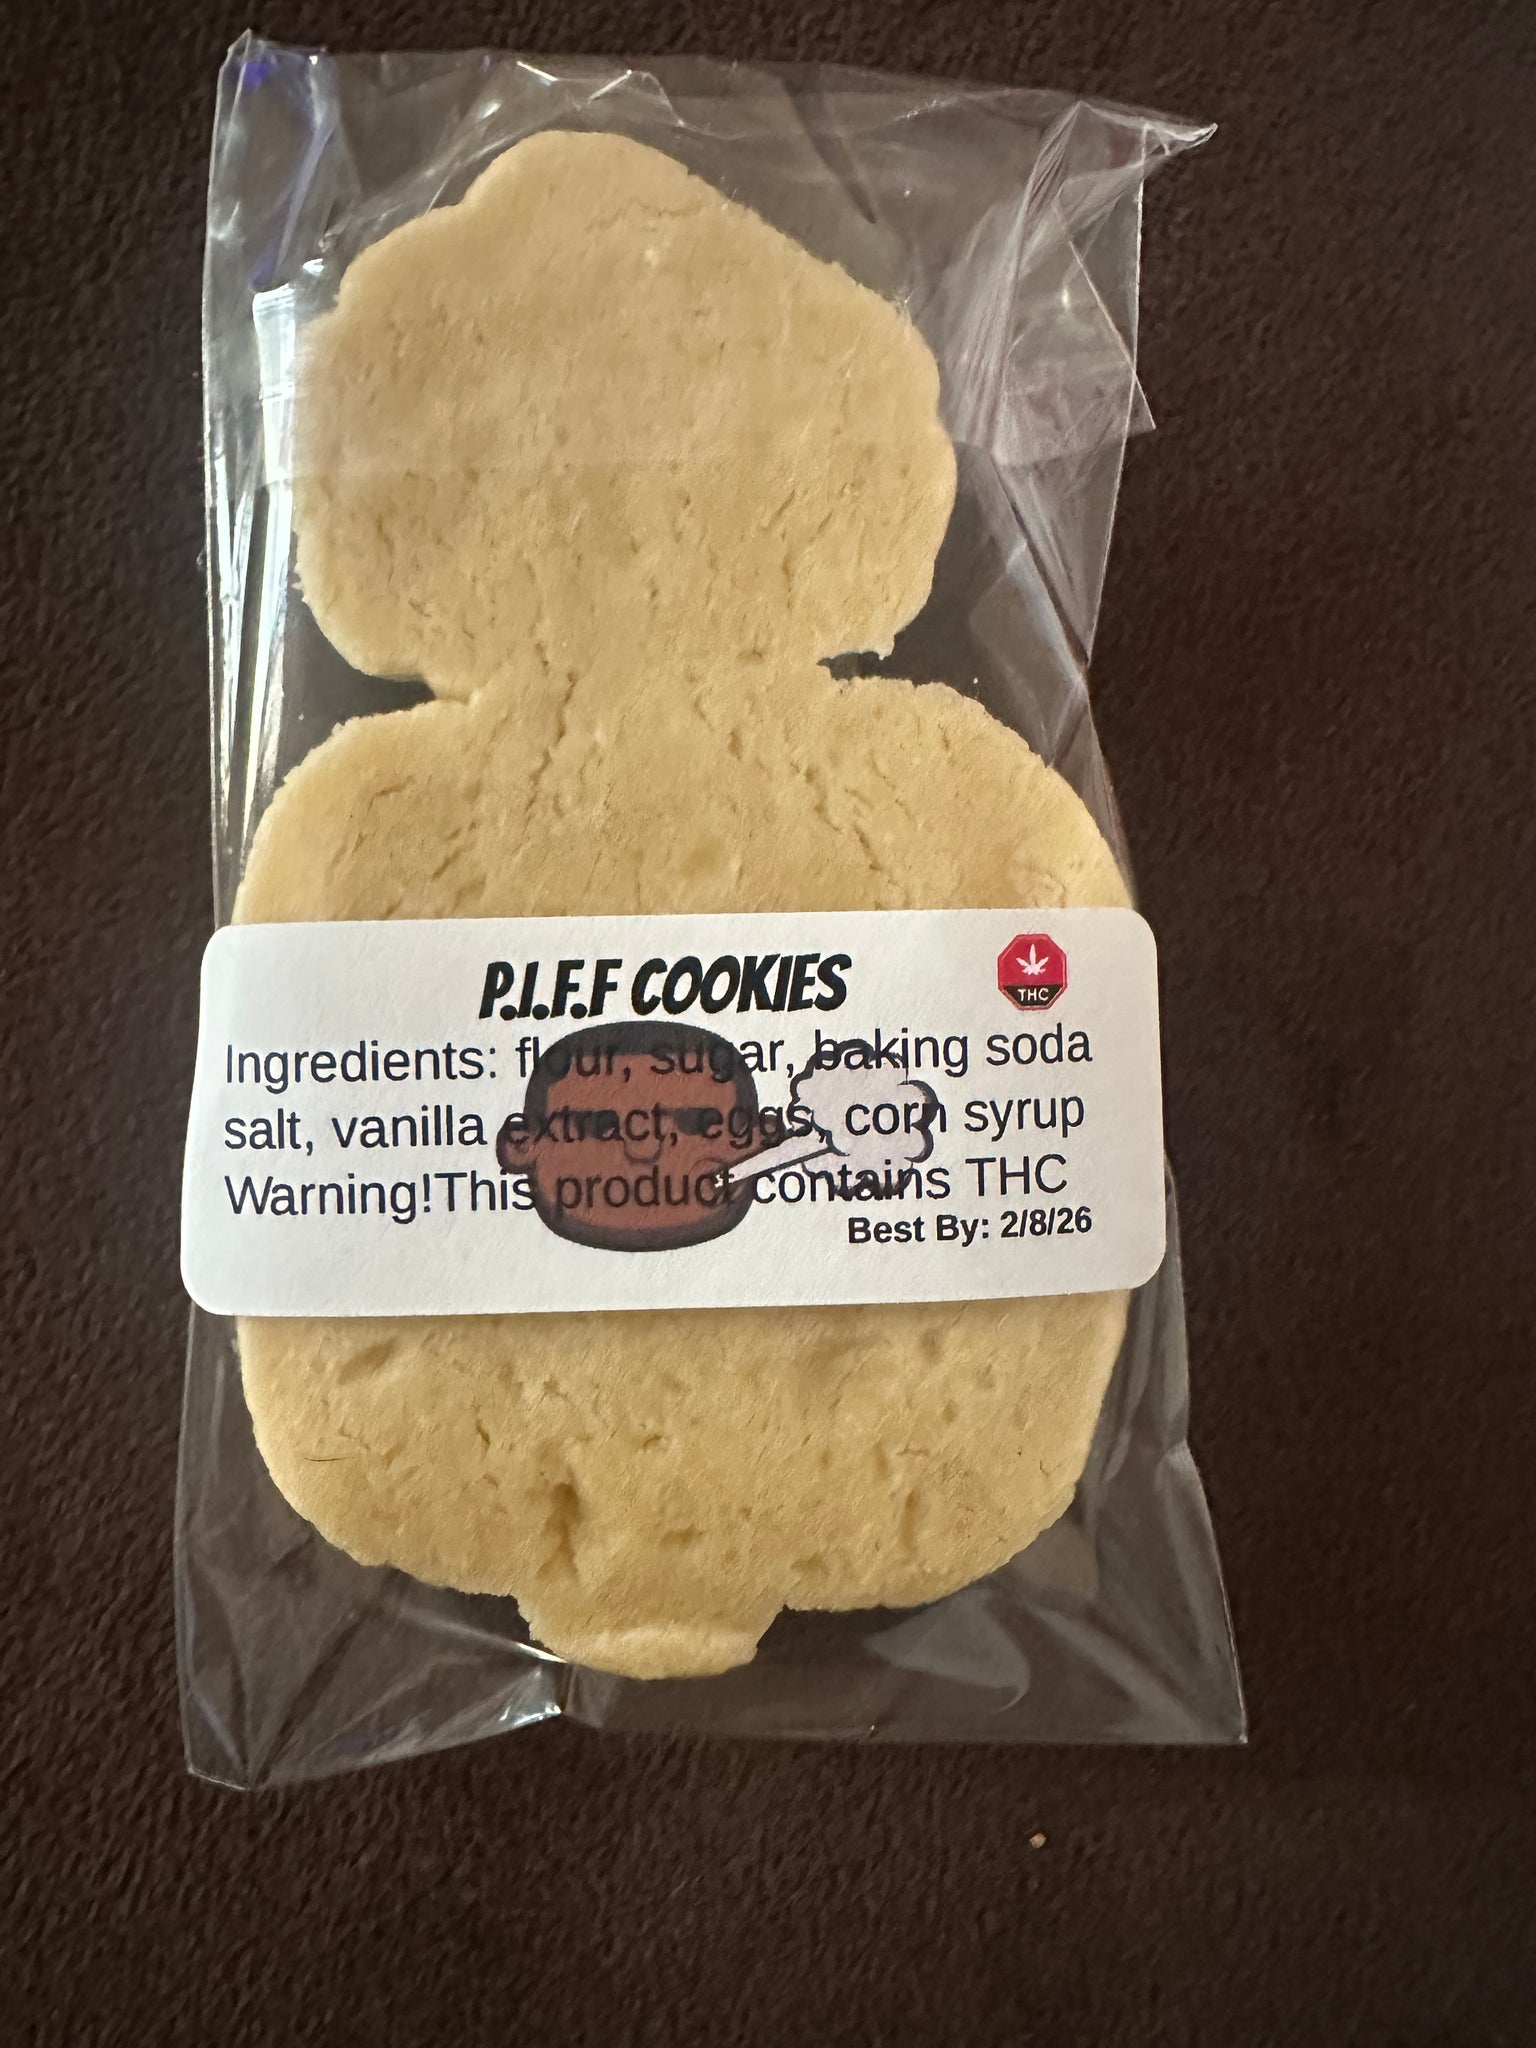 P.I.F.F COOKIES
THC
Ingredients: flour, sugar, baking soda
salt, vanilla extract, eggs, corn syrup
Warning!This product contains THC
Best By: 2/8/26